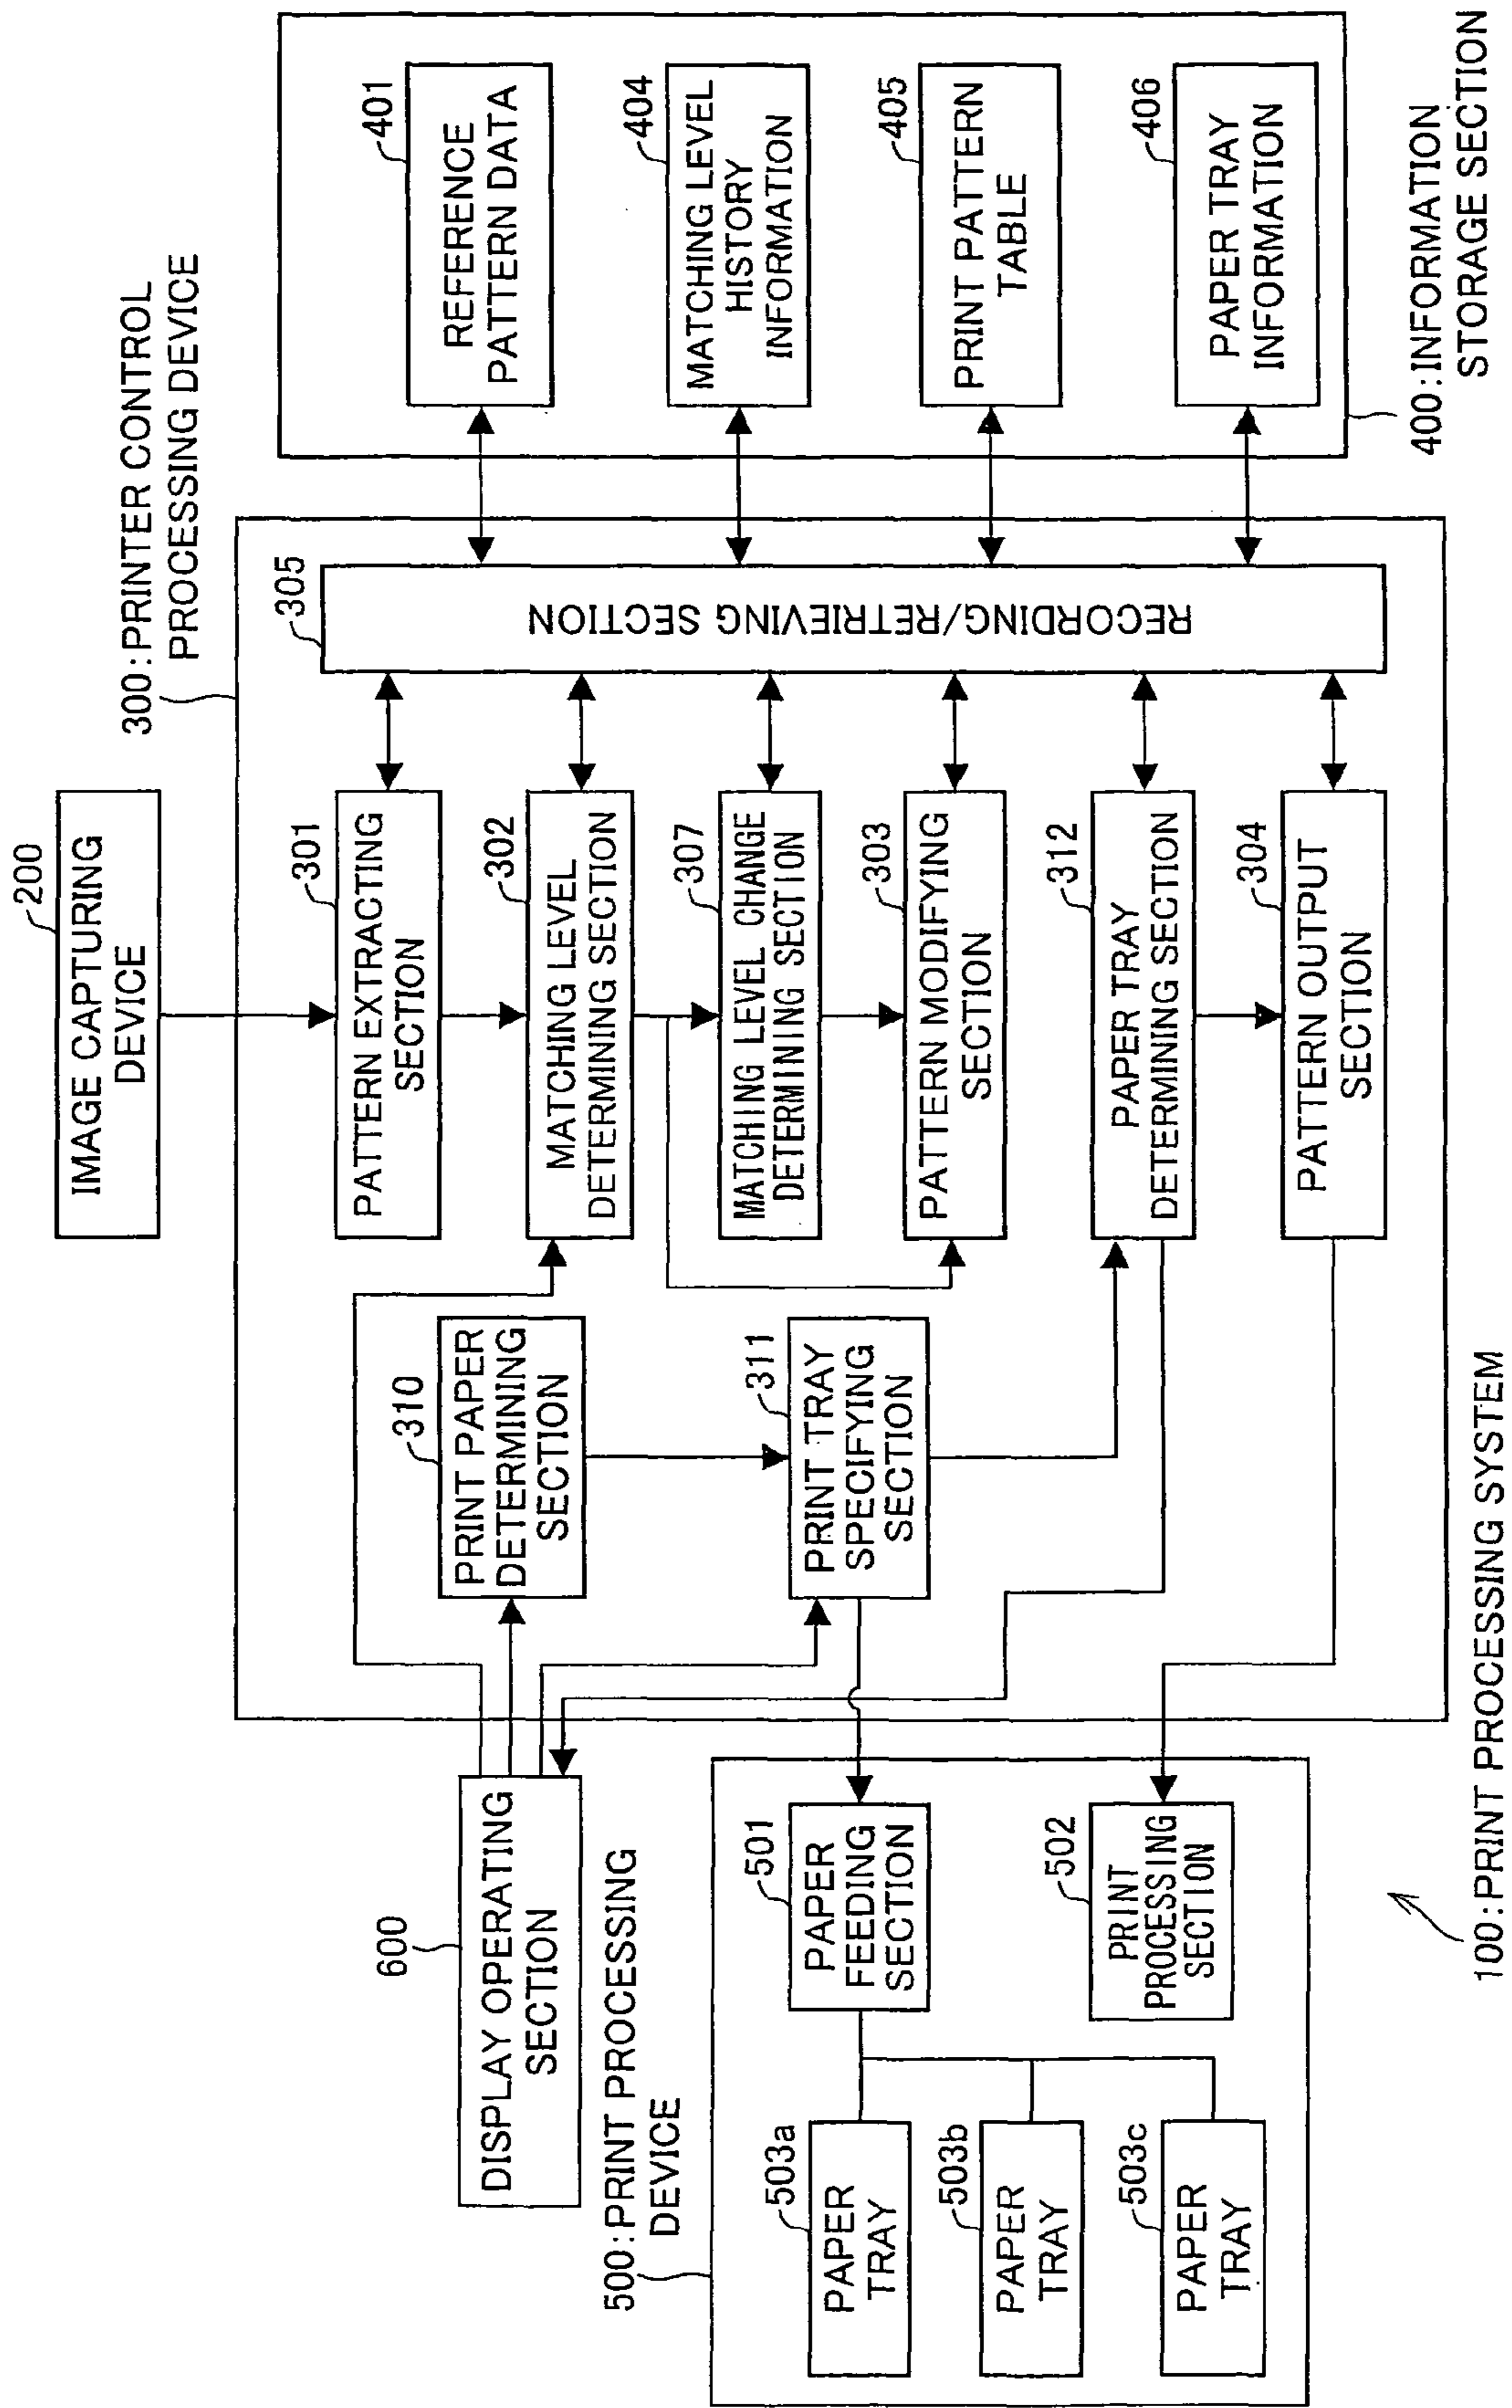 200
IMAGE CAPTURING
DEVICE
300:PRINTER CONTROL
PROCESSING DEVICE
600
DISPLAY OPERATING
SECTION
310
PRINT PAPER
DETERMINING
SECTION
311
PRINT TRAY
SPECIFYING
SECTION
301
PATTERN EXTRACTING
SECTION
302
MATCHING LEVEL
DETERMINING SECTION
307
MATCHING LEVEL CHANGE
DETERMINING SECTION
303
PATTERN MODIFYING
SECTION
312
PAPER TRAY
DETERMINING SECTION
304
PATTERN OUTPUT
SECTION
305
RECORDING/RETRIEVING SECTION
401
REFERENCE
PATTERN DATA
404
MATCHING LEVEL
HISTORY
INFORMATION
405
PRINT PATTERN
TABLE
406
PAPER TRAY
INFORMATION
400:INFORMATION
STORAGE SECTION
500:PRINT PROCESSING
DEVICE
503a
PAPER
TRAY
503b
PAPER
TRAY
503c
PAPER
TRAY
501
PAPER
FEEDING
SECTION
502
PRINT
PROCESSING
SECTION
100:PRINT PROCESSING SYSTEM